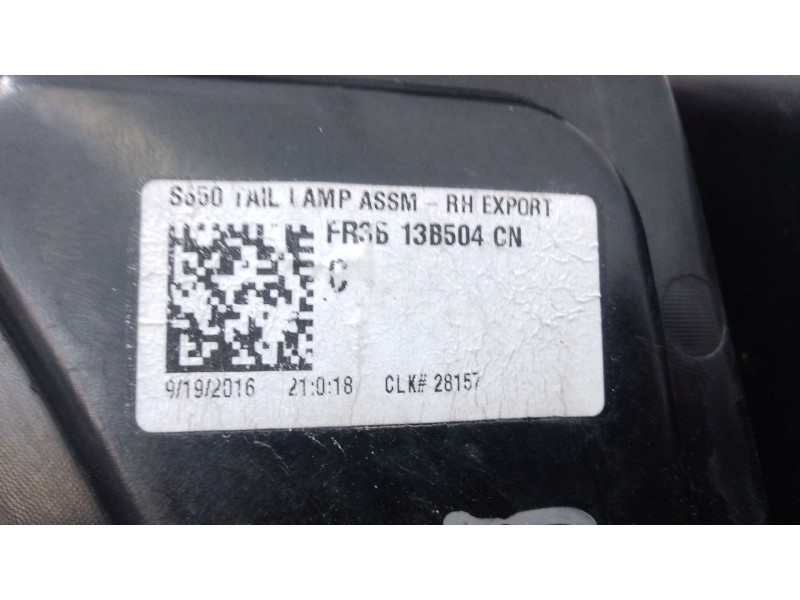 S550 TAIL LAMP ASSM - RH EXPORT
FR3B 13B504 CN
C
9/19/2016 21:0:18 CLK# 28157